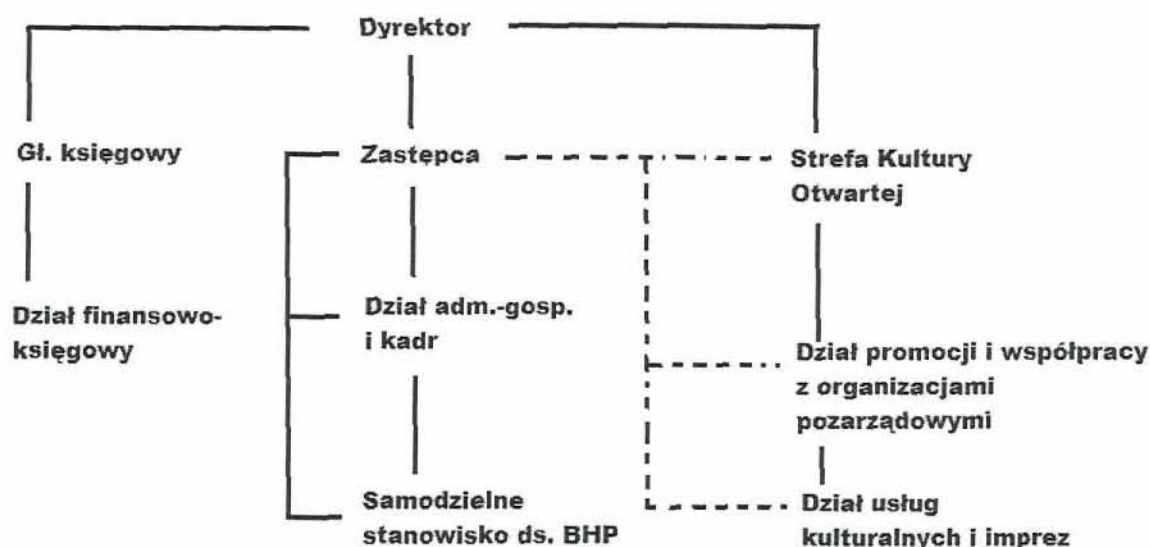 Dyrektor
Gł. księgowy
Zastępca
Strefa Kultury
Otwartej
Dział finansowo-
księgowy
Dział adm.-gosp.
i kadr
Dział promocji i współpracy
z organizacjami
pozarządowymi
Samodzielne
stanowisko ds. BHP
Dział usług
kulturalnych i imprez